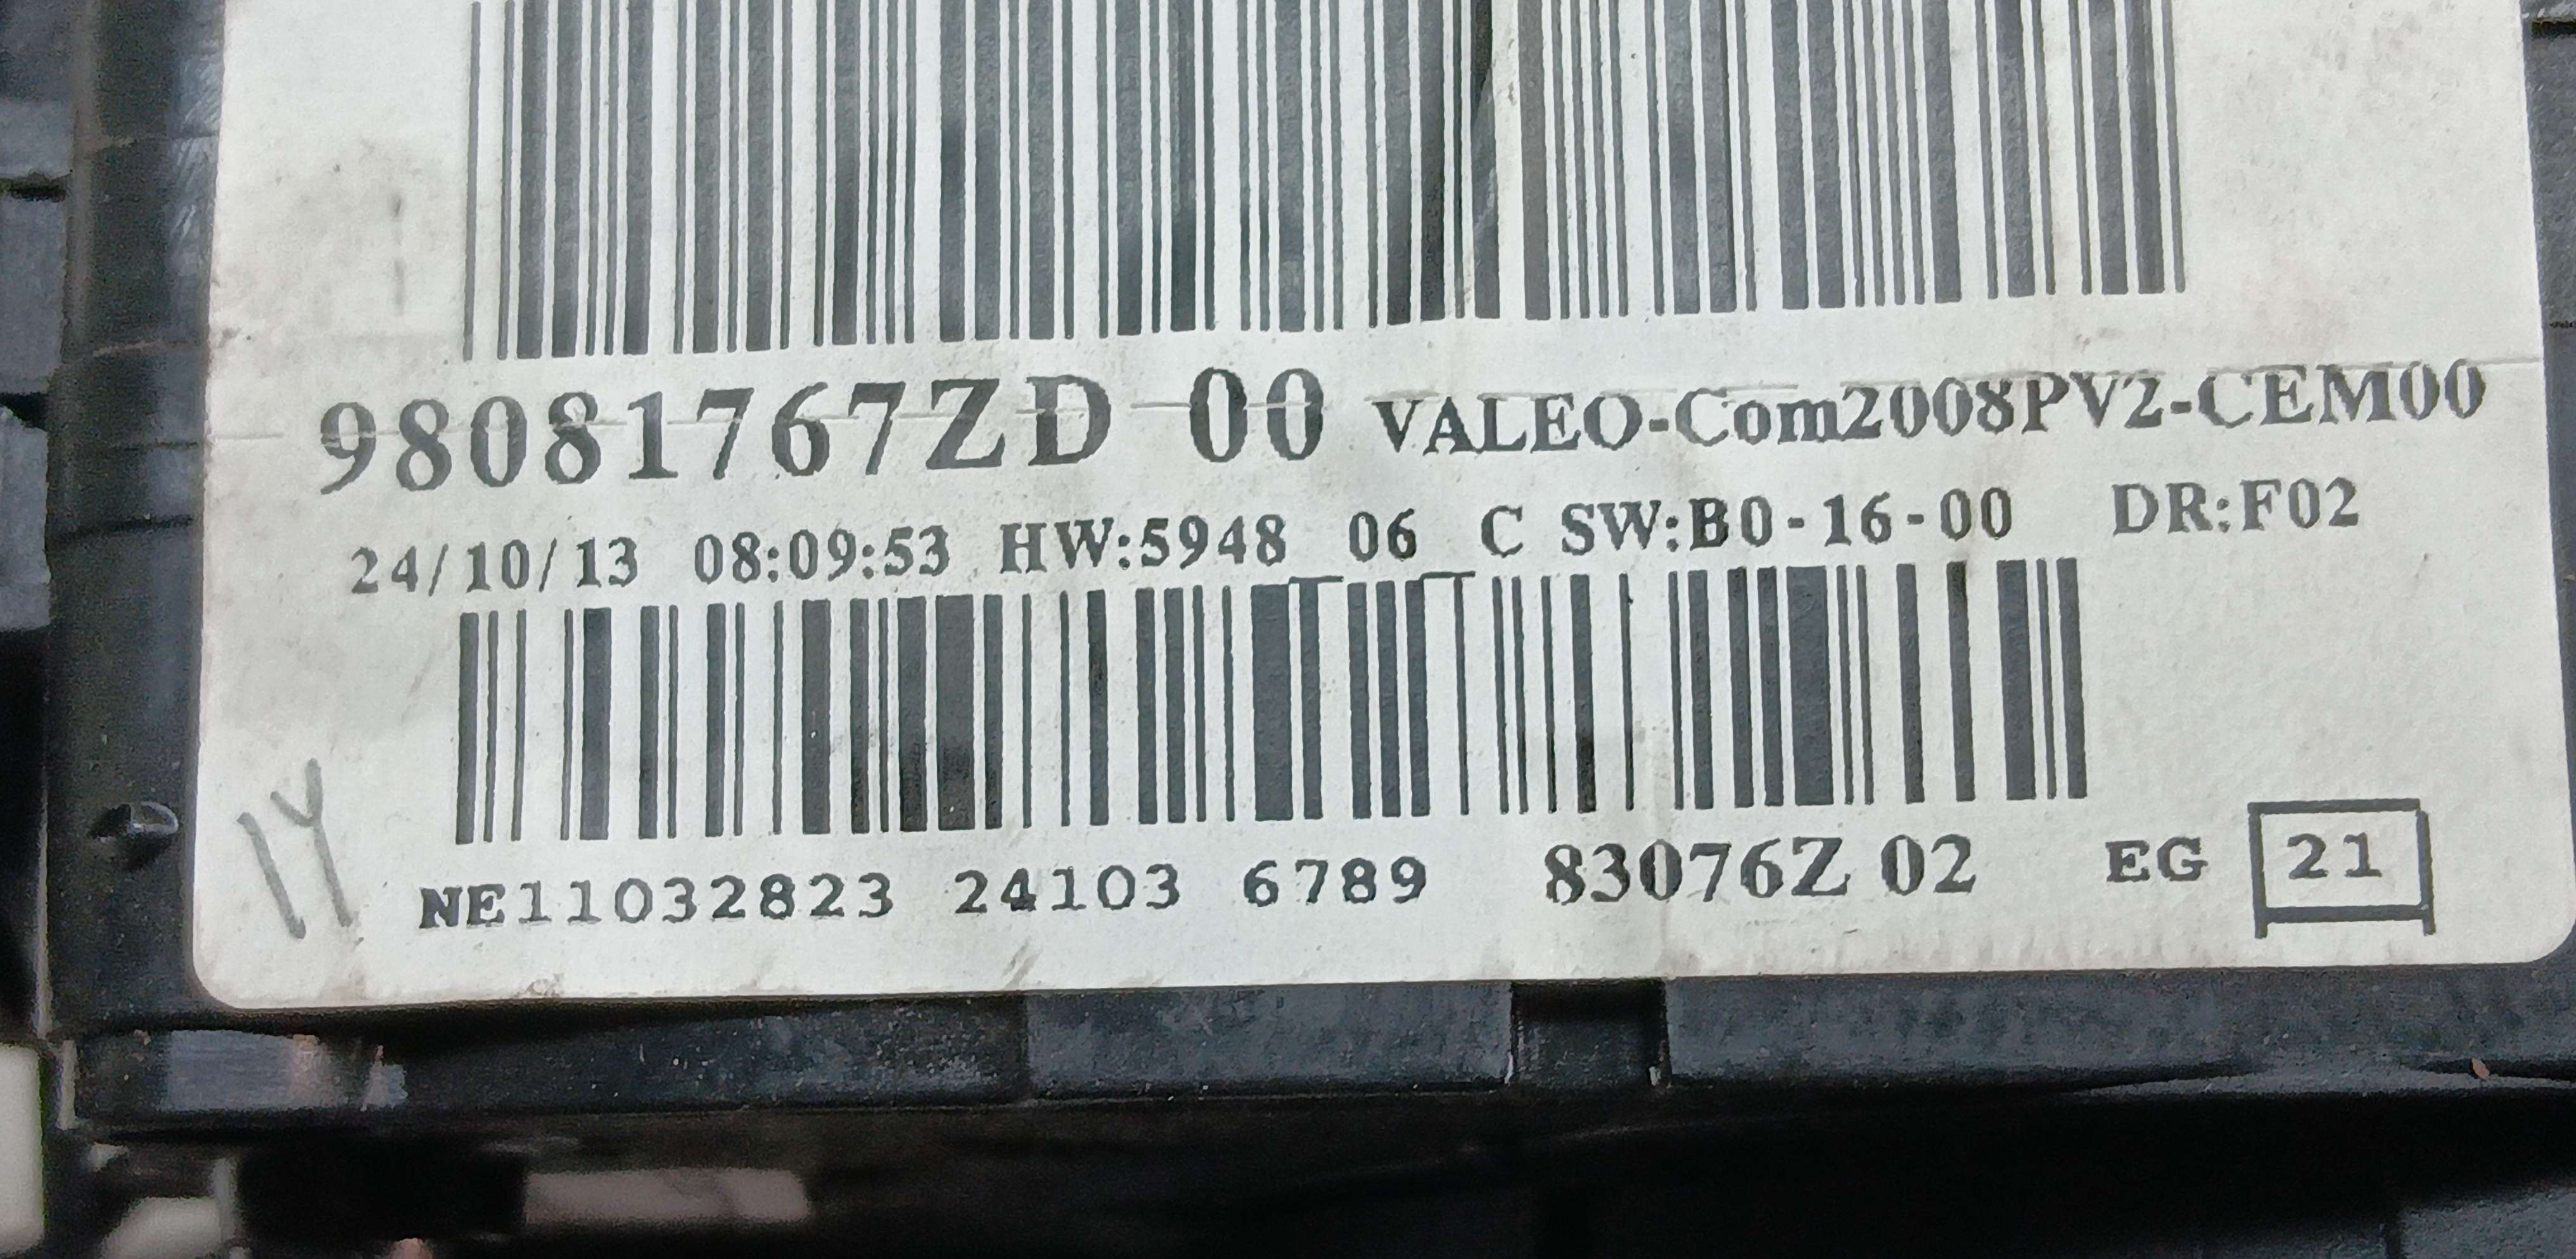 98081767ZD 00 VALEO-Com2008PV2-CEM00
24/10/13 08:09:53 HW:5948 06 C SW:B0-16-00 DR:F02
NE11032823 24103 6789 83076Z 02 EG 21